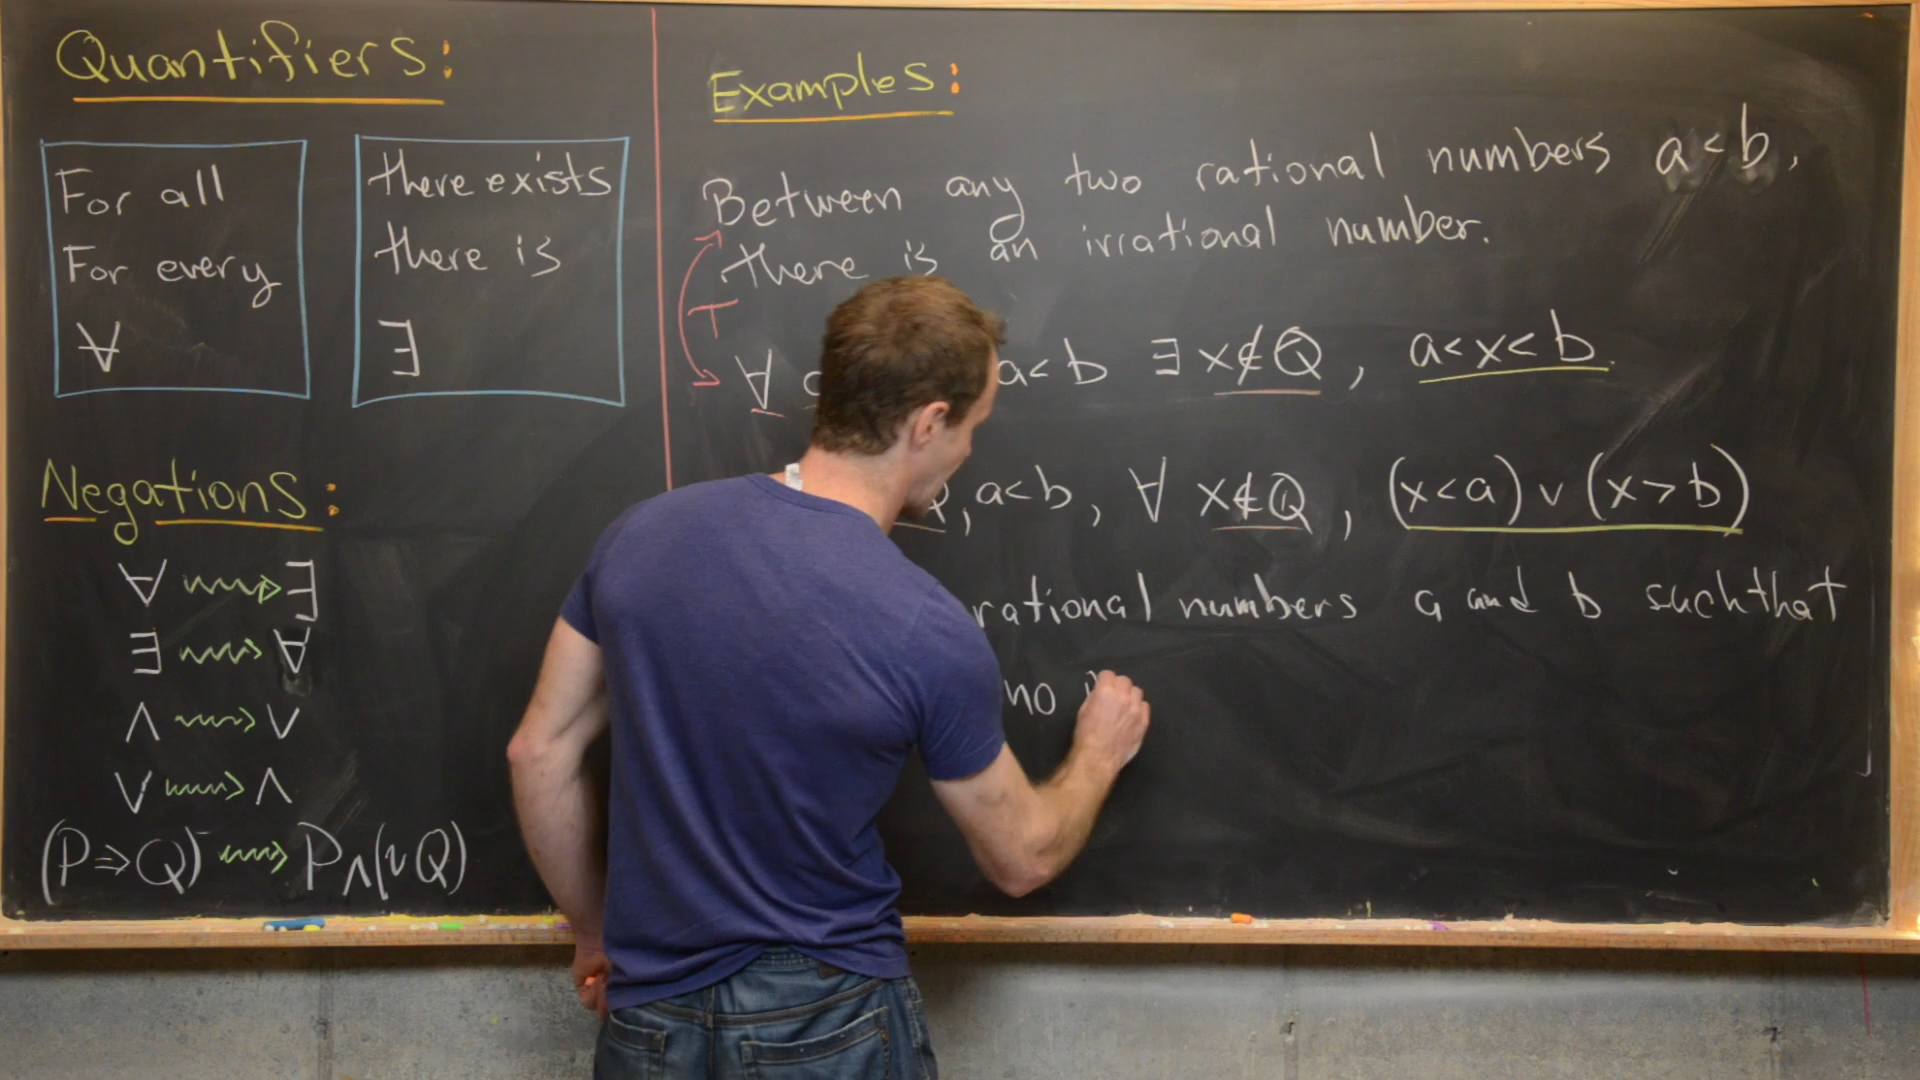 Quantifiers:
For all
For every
∀
there exists
there is
∃
Negations:
∀ ⇝ ∃
∃ ⇝ ∀
∧ ⇝ ∨
∨ ⇝ ∧
(P⇒Q) ⇝ P∧(~Q)
Examples:
Between any two rational numbers a<b,
there is an irrational number.
T
∀ a<b ∃ x∉Q, a<x<b.
, a<b, ∀ x∉Q, (x<a) ∨ (x>b)
rational numbers a and b such that
no